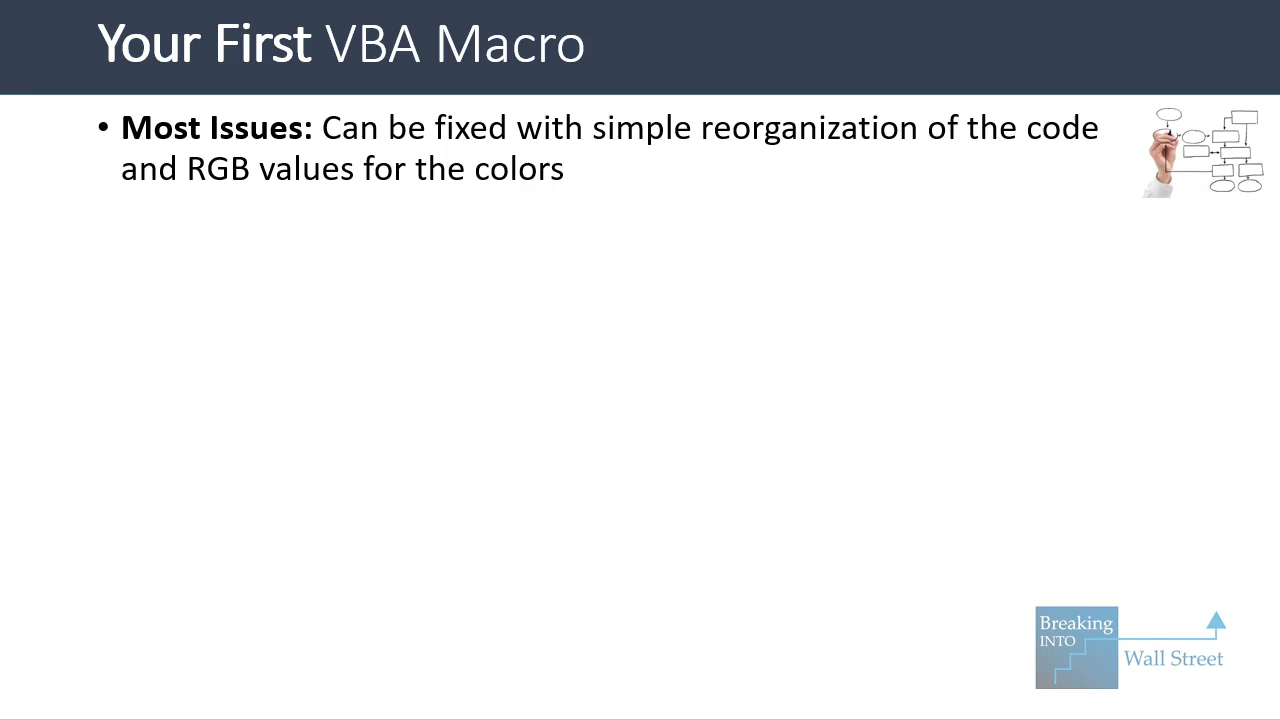 Your First VBA Macro
• Most Issues: Can be fixed with simple reorganization of the code
and RGB values for the colors
Breaking
INTO
Wall Street